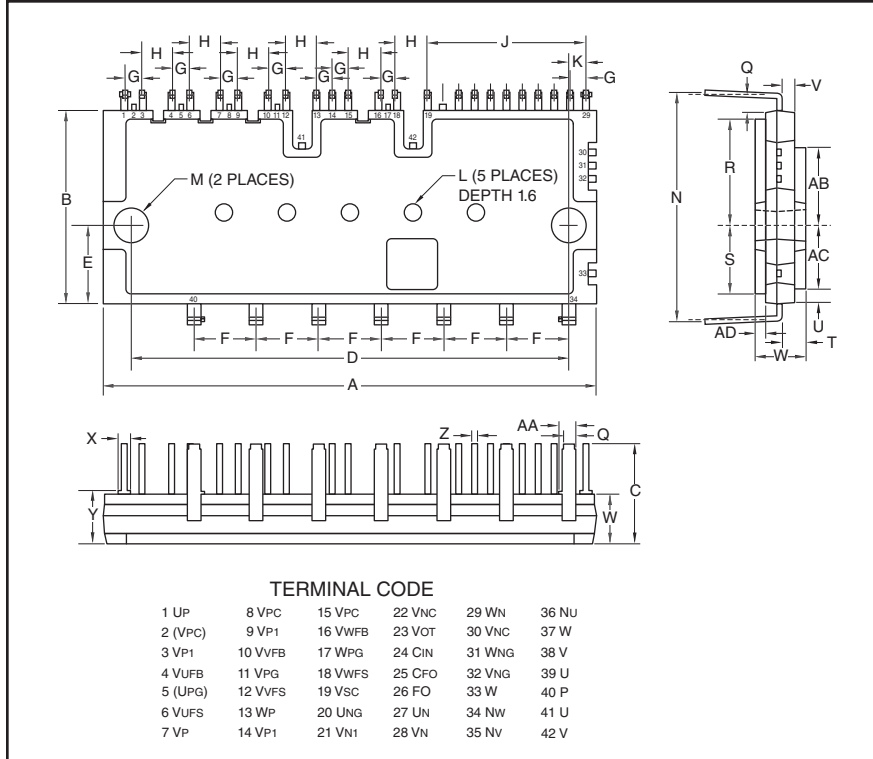 H H H H J
H H H K
G G G G G G G
Q V
1 2 3 4 5 6 7 8 9 10 11 12 13 14 15 16 17 18 19 29
41 42
30
31
32
M (2 PLACES)
L (5 PLACES)
DEPTH 1.6
B
E
N
R
S
AB
AC
33
40 34
F F F F F F
D
A
AD
U
T
W
X
Z
AA
Q
C
Y
W
TERMINAL CODE
1 UP 8 VPC 15 VPC 22 VNC 29 WN 36 NU
2 (VPC) 9 VP1 16 VWFB 23 VOT 30 VNC 37 W
3 VP1 10 VVFB 17 WPG 24 CIN 31 WNG 38 V
4 VUFB 11 VPG 18 VWFS 25 CFO 32 VNG 39 U
5 (UPG) 12 VVFS 19 VSC 26 FO 33 W 40 P
6 VUFS 13 WP 20 UNG 27 UN 34 NW 41 U
7 VP 14 VP1 21 VN1 28 VN 35 NV 42 V